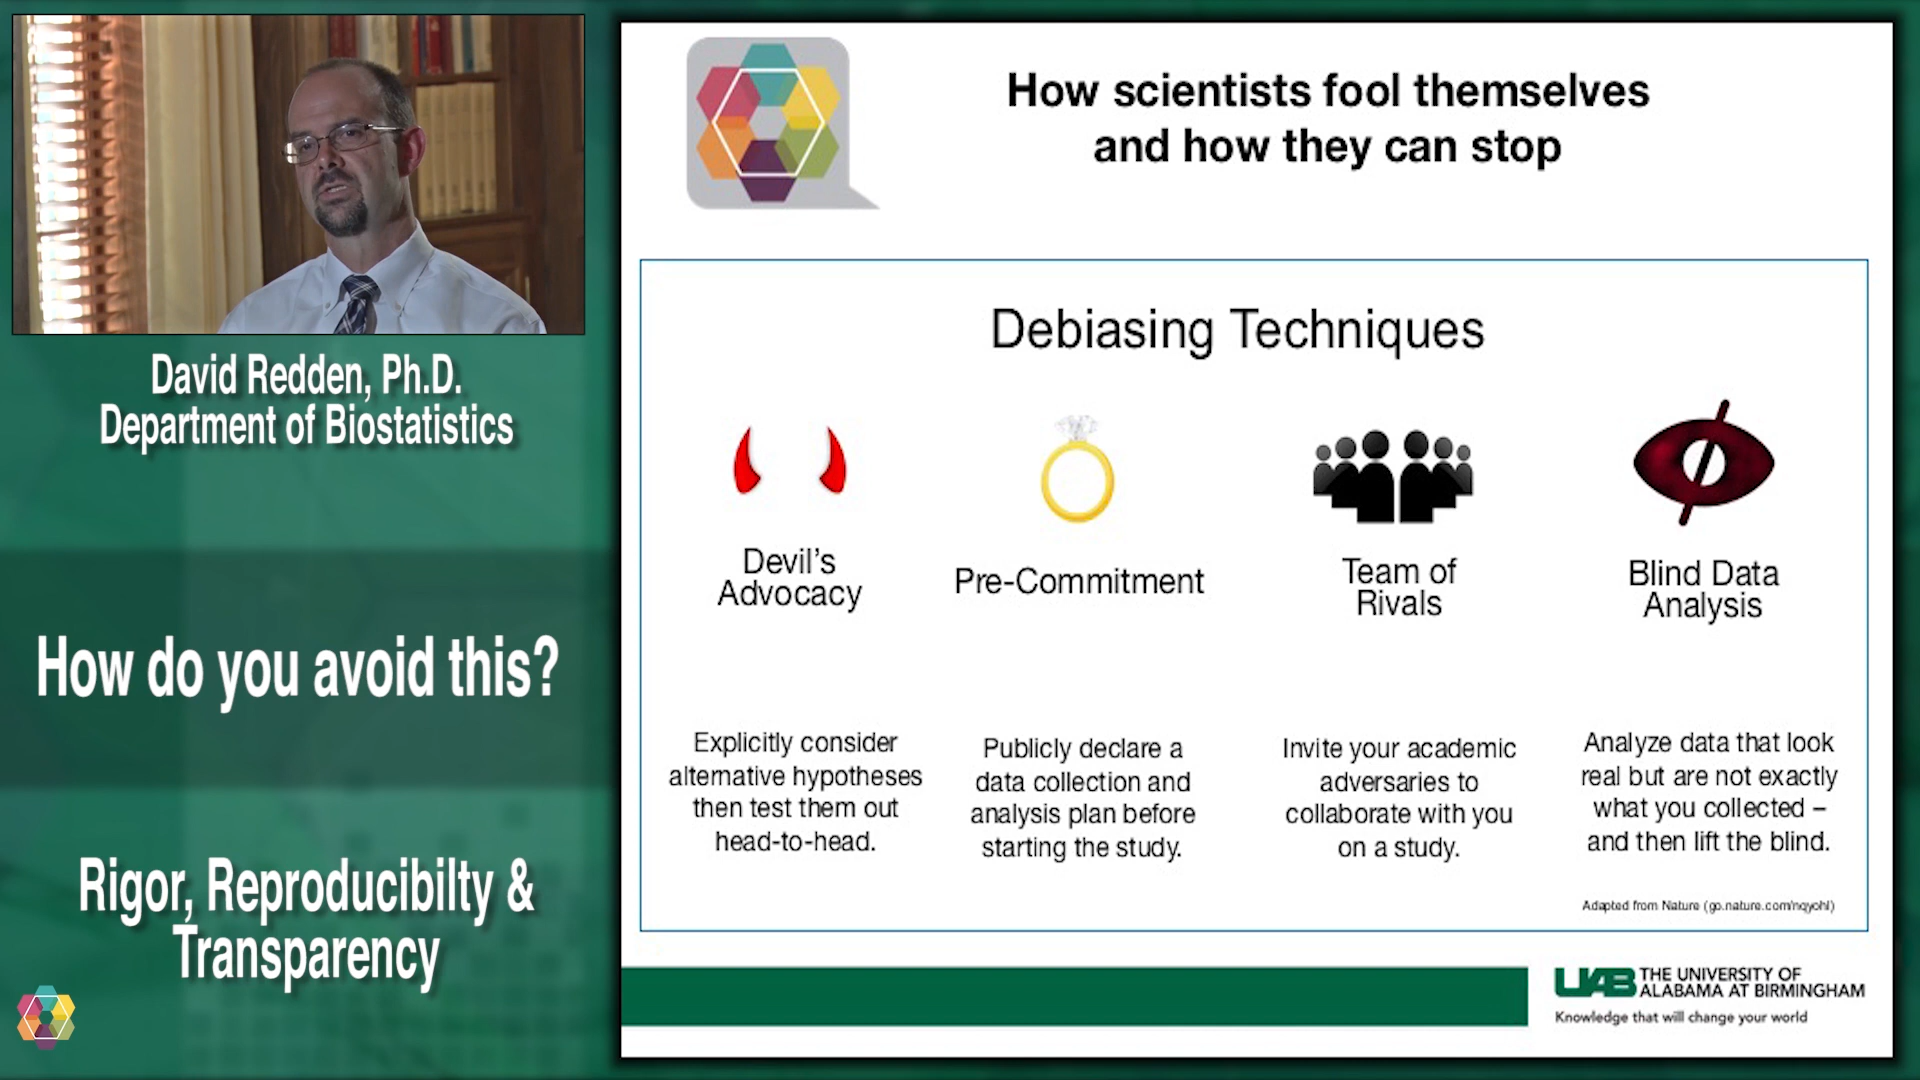 David Redden, Ph.D.
Department of Biostatistics
How do you avoid this?
Rigor, Reproducibilty &
Transparency
How scientists fool themselves
and how they can stop
Debiasing Techniques
Devil's
Advocacy
Pre-Commitment
Team of
Rivals
Blind Data
Analysis
Explicitly consider
alternative hypotheses
then test them out
head-to-head.
Publicly declare a
data collection and
analysis plan before
starting the study.
Invite your academic
adversaries to
collaborate with you
on a study.
Analyze data that look
real but are not exactly
what you collected –
and then lift the blind.
Adapted from Nature (go.nature.com/nqyohl)
UAB THE UNIVERSITY OF
ALABAMA AT BIRMINGHAM
Knowledge that will change your world